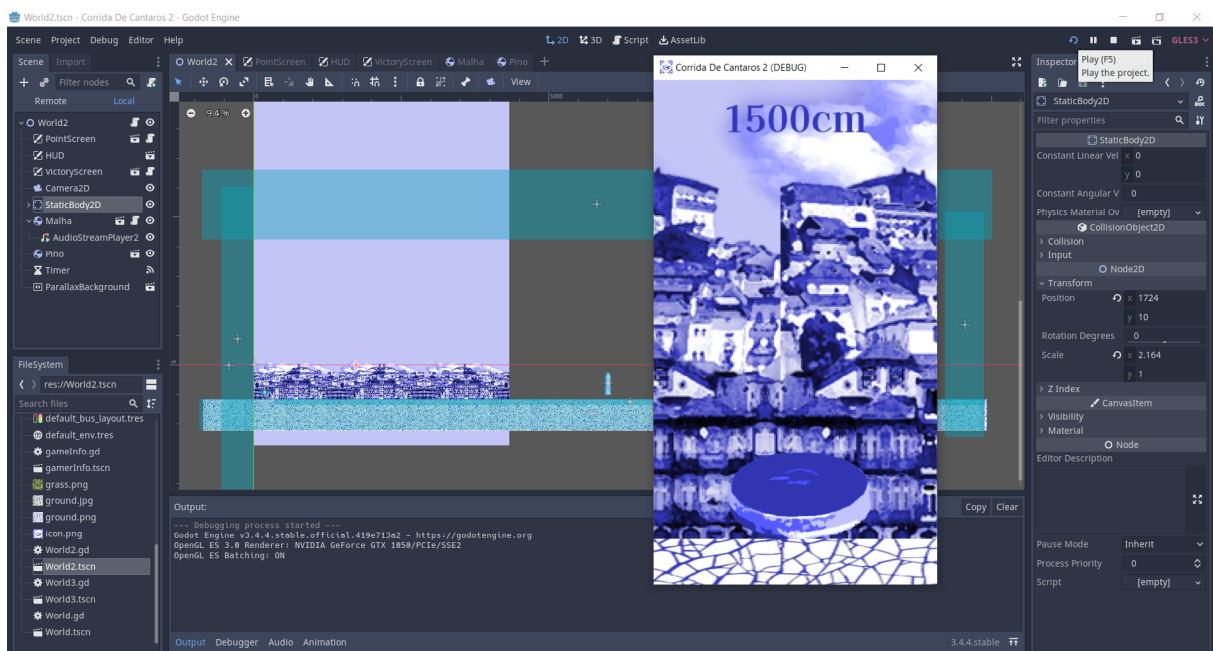 World2.tscn - Corrida De Cantaros 2 - Godot Engine
Scene Project Debug Editor Help
2D 3D Script AssetLib
GLES3
Scene Import
World2 PointScreen HUD VictoryScreen Malha Pino
Inspector
Play (F5)
Play the project.
Filter nodes
View
Remote Local
World2
PointScreen
HUD
VictoryScreen
Camera2D
StaticBody2D
Malha
AudioStreamPlayer2
Pino
Timer
ParallaxBackground
0 5000
9.4 %
Corrida De Cantaros 2 (DEBUG)
1500cm
StaticBody2D
Filter properties
StaticBody2D
Constant Linear Vel x 0
y 0
Constant Angular V 0
Physics Material Ov [empty]
CollisionObject2D
Collision
Input
Node2D
Transform
Position x 1724
y 10
Rotation Degrees 0
Scale x 2.164
y 1
Z Index
CanvasItem
Visibility
Material
Node
Editor Description
Pause Mode Inherit
Process Priority 0
Script [empty]
FileSystem
res://World2.tscn
Search files
default_bus_layout.tres
default_env.tres
gameInfo.gd
gamerInfo.tscn
grass.png
ground.jpg
ground.png
icon.png
World2.gd
World2.tscn
World3.gd
World3.tscn
World.gd
World.tscn
Output:
Copy Clear
--- Debugging process started ---
Godot Engine v3.4.4.stable.official.419e713a2 - https://godotengine.org
OpenGL ES 3.0 Renderer: NVIDIA GeForce GTX 1050/PCIe/SSE2
OpenGL ES Batching: ON
Output Debugger Audio Animation
3.4.4.stable